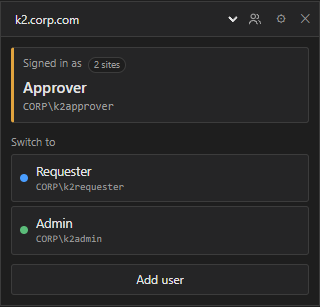 k2.corp.com
Signed in as 2 sites
Approver
CORP\k2approver
Switch to
Requester
CORP\k2requester
Admin
CORP\k2admin
Add user